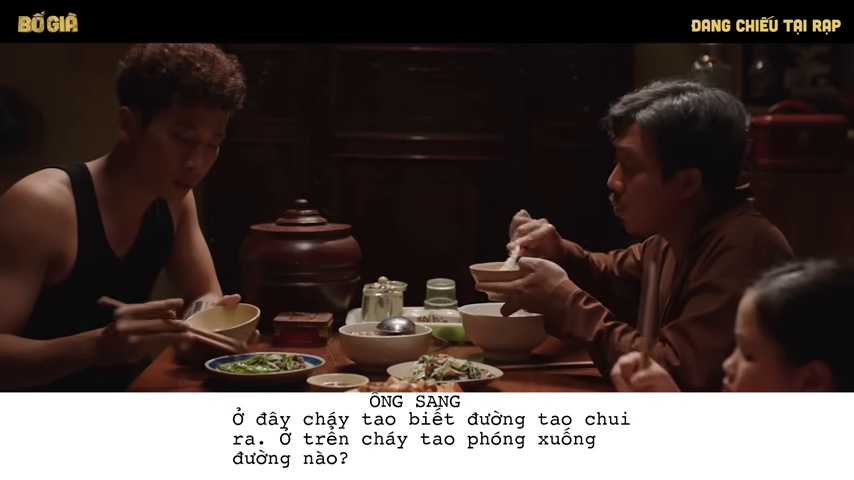 BỐ GIÀ
ĐANG CHIẾU TẠI RẠP
ÔNG SANG
Ở đây cháy tao biết đường tao chui
ra. Ở trên cháy tao phóng xuống
đường nào?